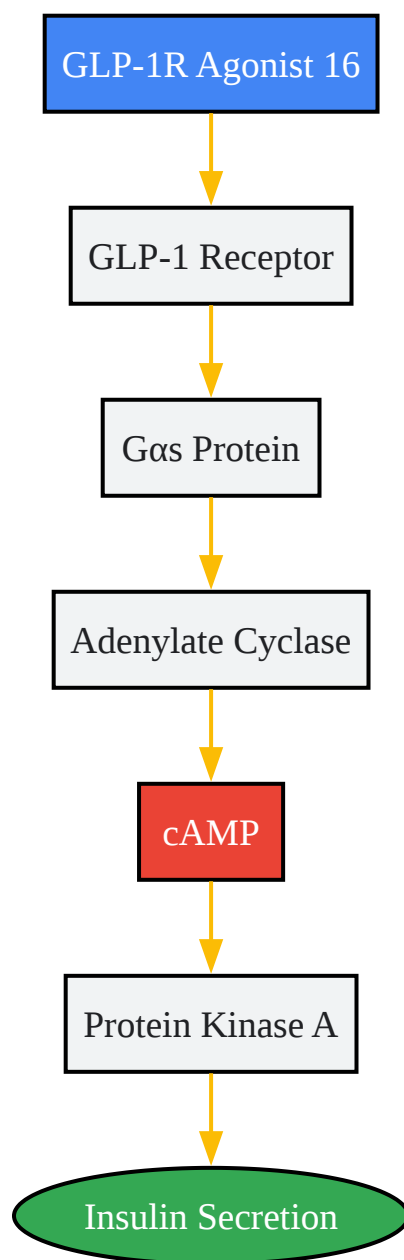 GLP-1R Agonist 16
GLP-1 Receptor
Gαs Protein
Adenylate Cyclase
cAMP
Protein Kinase A
Insulin Secretion